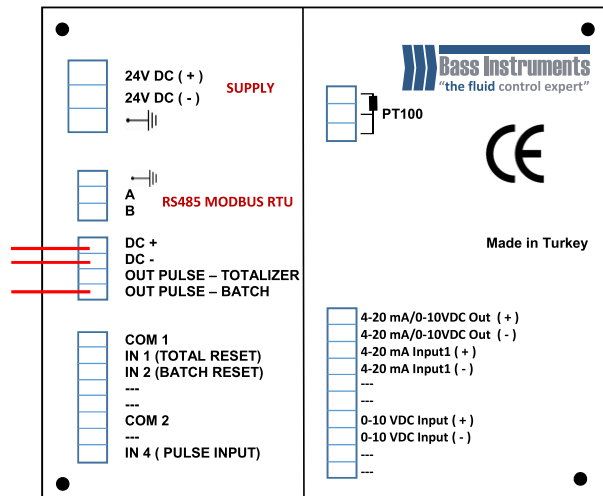 24V DC ( + )
24V DC ( - )
SUPPLY
A
B
RS485 MODBUS RTU
DC +
DC -
OUT PULSE – TOTALIZER
OUT PULSE – BATCH
COM 1
IN 1 (TOTAL RESET)
IN 2 (BATCH RESET)
---
---
COM 2
---
IN 4 ( PULSE INPUT)
Bass Instruments
“the fluid control expert”
PT100
CE
Made in Turkey
4-20 mA/0-10VDC Out ( + )
4-20 mA/0-10VDC Out ( - )
4-20 mA Input1 ( + )
4-20 mA Input1 ( - )
---
---
0-10 VDC Input ( + )
0-10 VDC Input ( - )
---
---